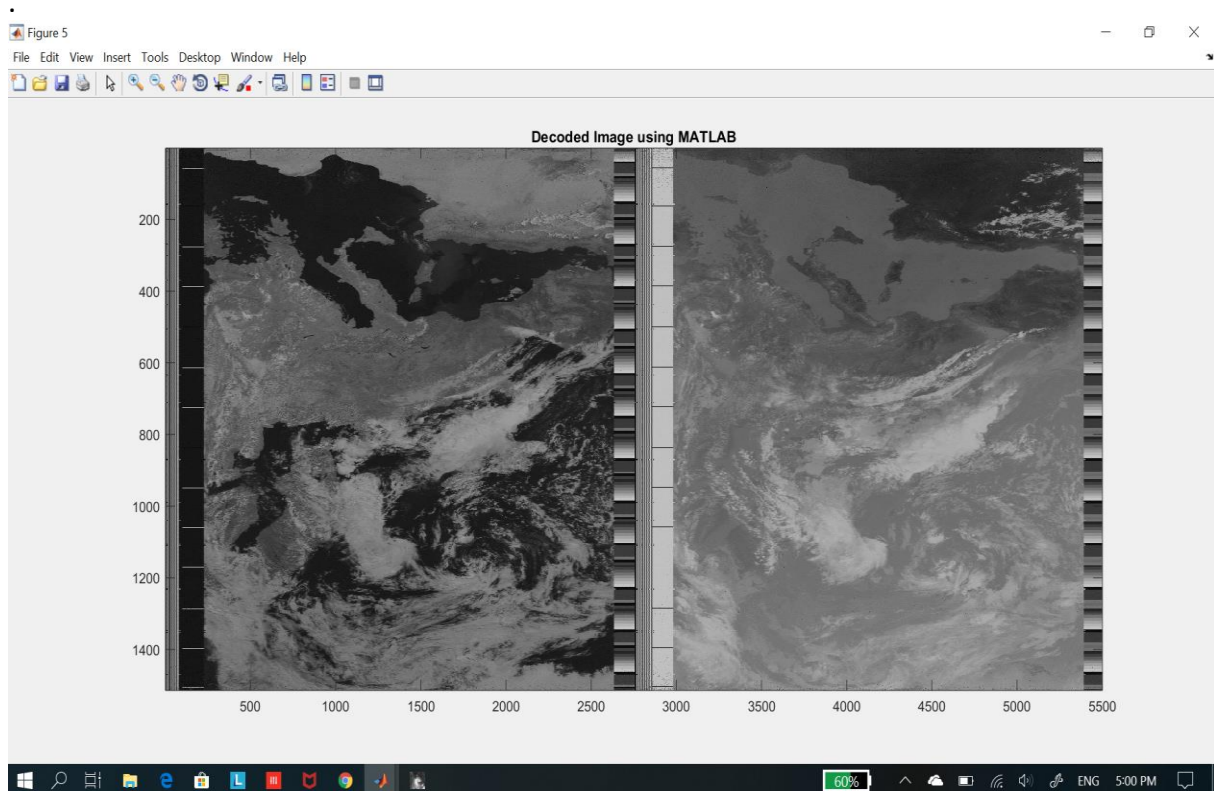 .
Figure 5
File Edit View Insert Tools Desktop Window Help
Decoded Image using MATLAB
200
400
600
800
1000
1200
1400
500 1000 1500 2000 2500 3000 3500 4000 4500 5000 5500
L
60%
ENG 5:00 PM